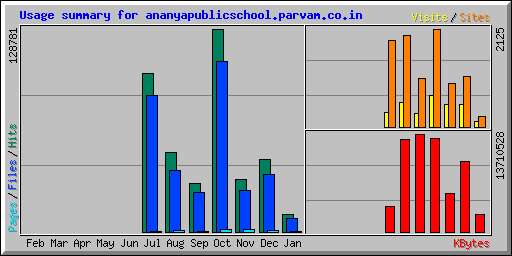 Usage summary for ananyapublicschool.parvam.co.in
Visits/Sites
128781
2125
Pages/Files/Hits
13710528
Feb Mar Apr May Jun Jul Aug Sep Oct Nov Dec Jan
KBytes